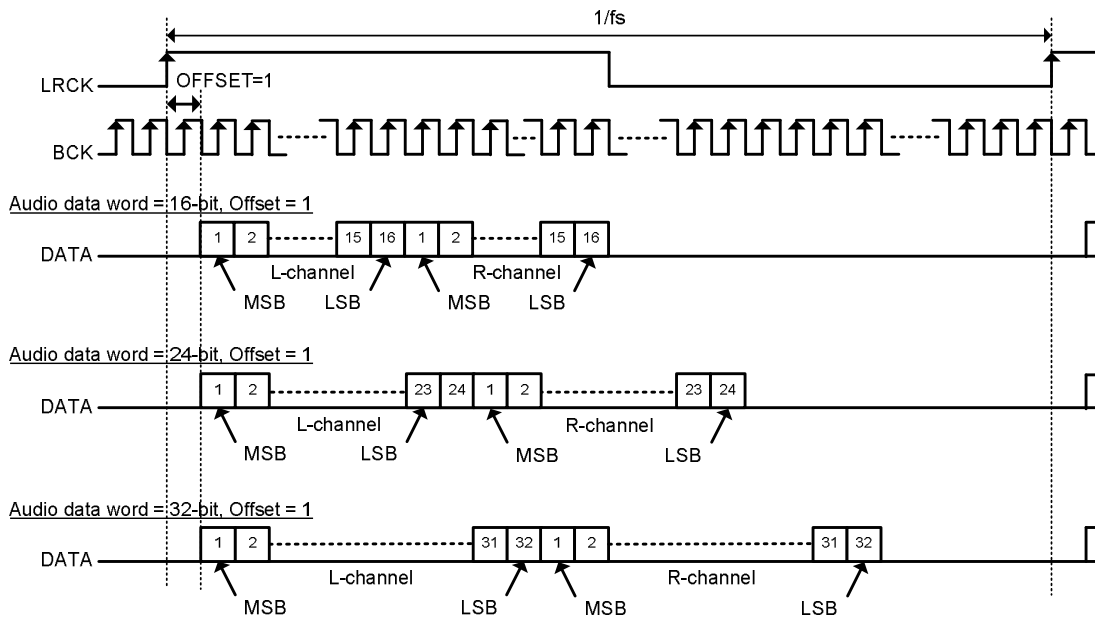 1/fs
LRCK
OFFSET=1
BCK
Audio data word = 16-bit, Offset = 1
DATA
1 2 15 16 1 2 15 16
L-channel R-channel
MSB LSB MSB LSB
Audio data word = 24-bit, Offset = 1
DATA
1 2 23 24 1 2 23 24
L-channel R-channel
MSB LSB MSB LSB
Audio data word = 32-bit, Offset = 1
DATA
1 2 31 32 1 2 31 32
L-channel R-channel
MSB LSB MSB LSB